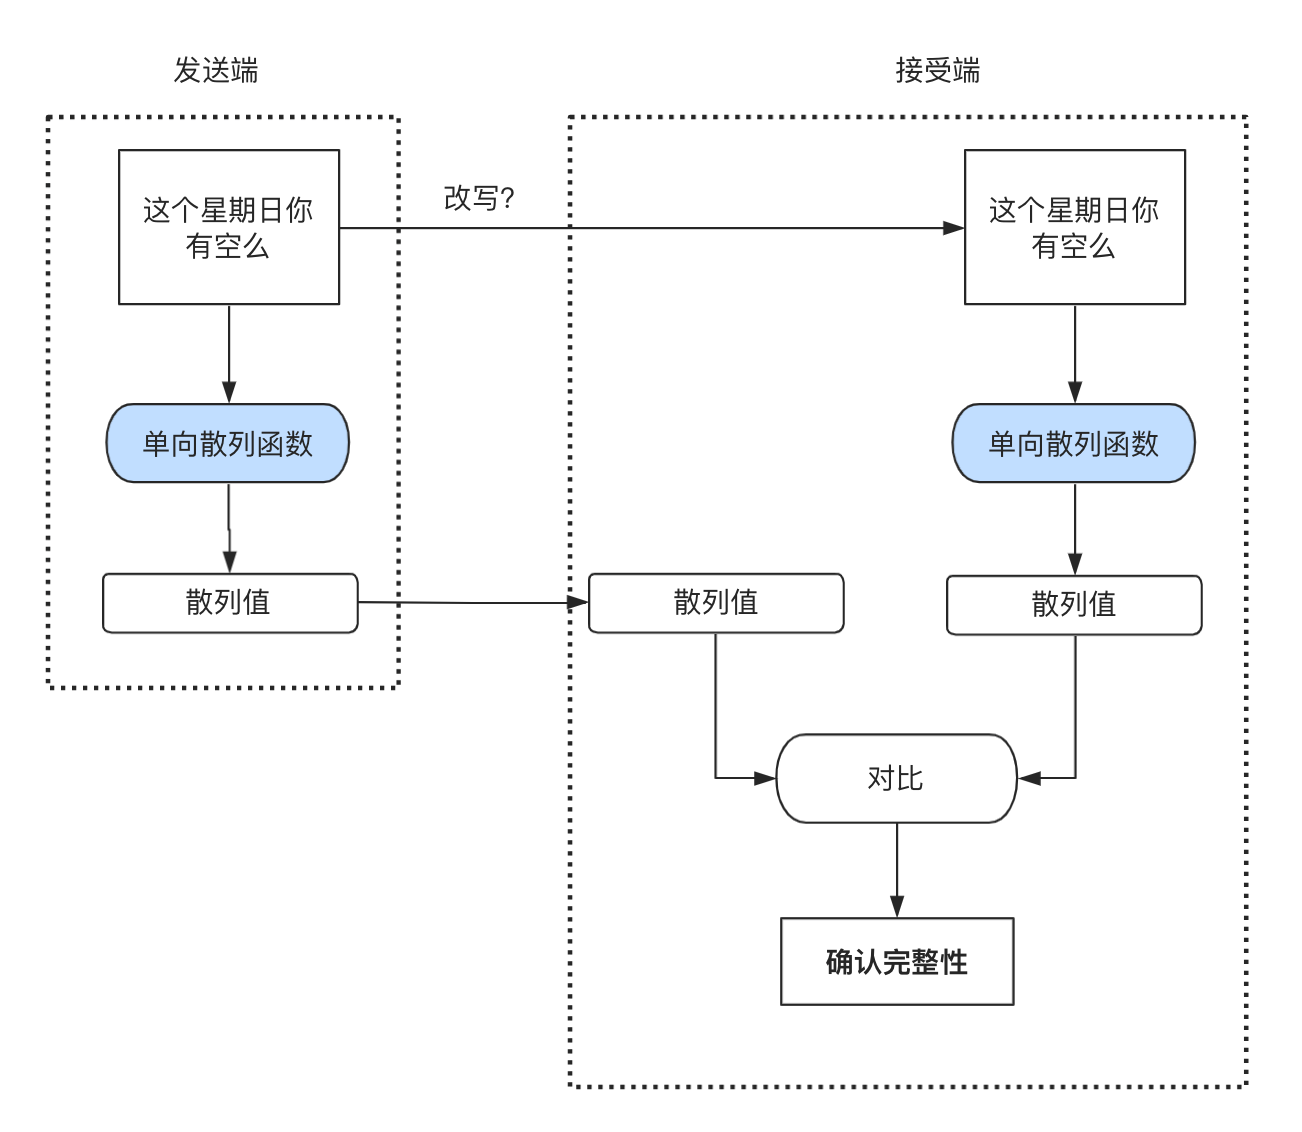 发送端
接受端
这个星期日你
有空么
改写?
这个星期日你
有空么
单向散列函数
单向散列函数
散列值
散列值
散列值
对比
确认完整性